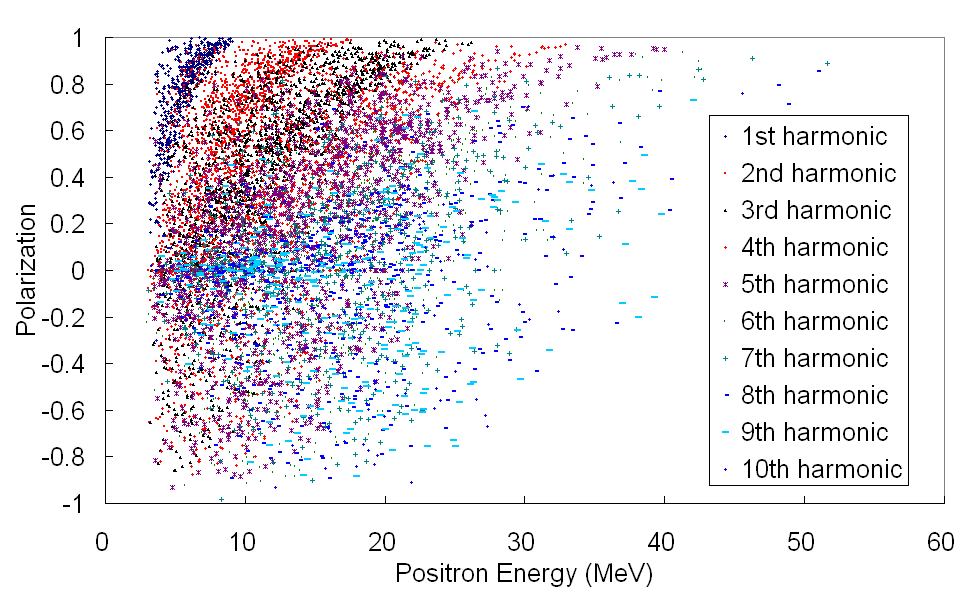 1
0.8
0.6
0.4
0.2
0
-0.2
-0.4
-0.6
-0.8
-1
Polarization
1st harmonic
2nd harmonic
3rd harmonic
4th harmonic
5th harmonic
6th harmonic
7th harmonic
8th harmonic
9th harmonic
10th harmonic
0 10 20 30 40 50 60
Positron Energy (MeV)